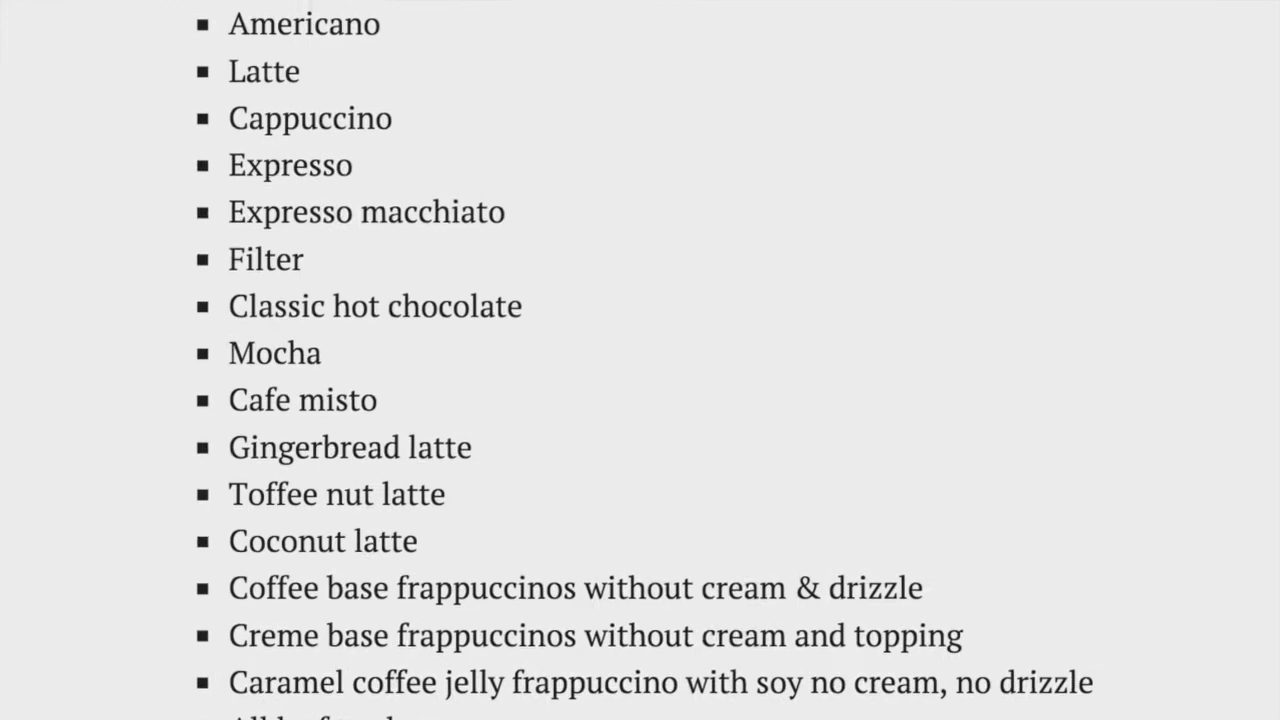 Americano
Latte
Cappuccino
Expresso
Expresso macchiato
Filter
Classic hot chocolate
Mocha
Cafe misto
Gingerbread latte
Toffee nut latte
Coconut latte
Coffee base frappuccinos without cream & drizzle
Creme base frappuccinos without cream and topping
Caramel coffee jelly frappuccino with soy no cream, no drizzle